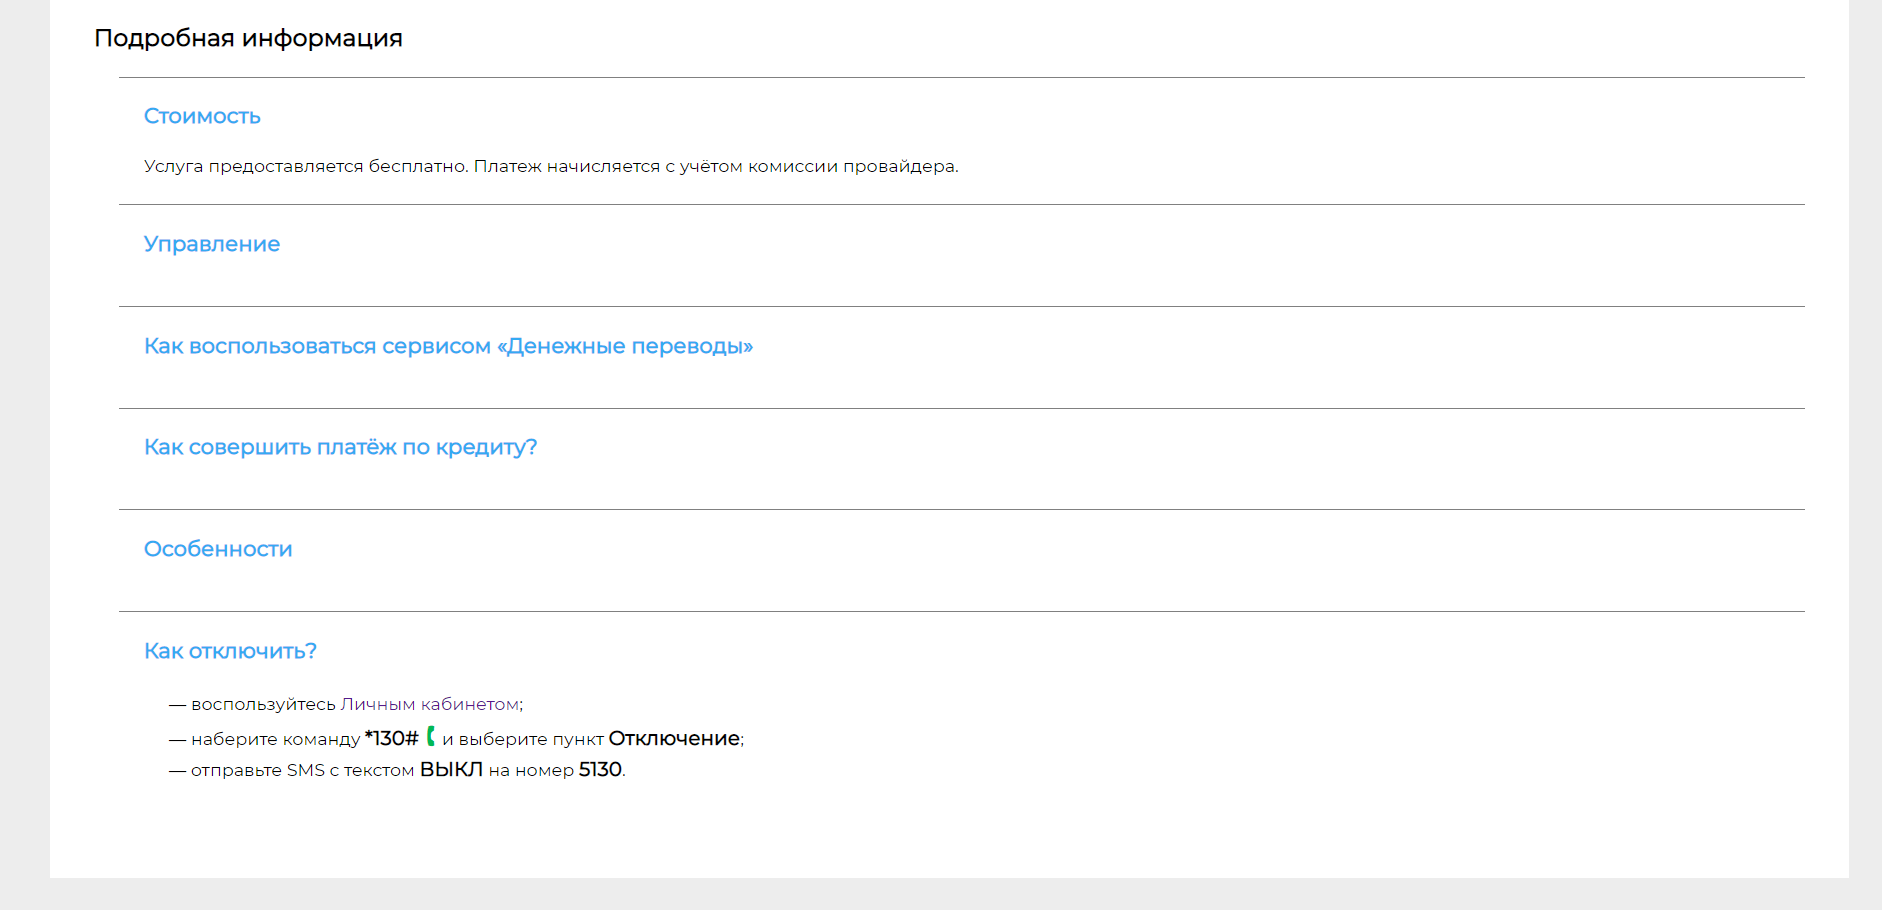 Подробная информация
Стоимость
Услуга предоставляется бесплатно. Платеж начисляется с учётом комиссии провайдера.
Управление
Как воспользоваться сервисом «Денежные переводы»
Как совершить платёж по кредиту?
Особенности
Как отключить?
— воспользуйтесь Личным кабинетом;
— наберите команду *130# и выберите пункт Отключение;
— отправьте SMS с текстом ВЫКЛ на номер 5130.